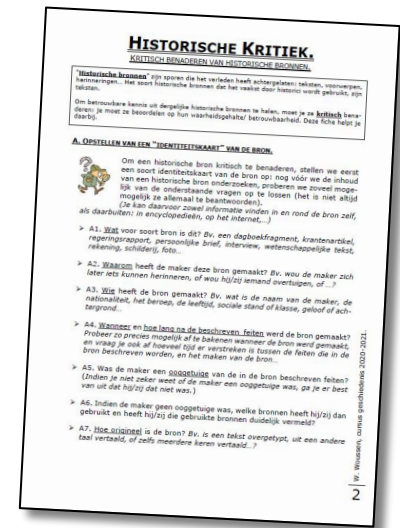 HISTORISCHE KRITIEK.
KRITISCH BENADEREN VAN HISTORISCHE BRONNEN.
"Historische bronnen" zijn sporen die het verleden heeft achtergelaten: teksten, voorwerpen,
herinneringen... Het soort historische bronnen dat het vaakst door historici wordt gebruikt, zijn
teksten.
Om betrouwbare kennis uit dergelijke historische bronnen te halen, moet je ze kritisch bena-
deren: je moet ze beoordelen op hun waarheidsgehalte/ betrouwbaarheid. Deze fiche helpt je
daarbij.
A. OPSTELLEN VAN EEN "IDENTITEITSKAART" VAN DE BRON.
Om een historische bron kritisch te benaderen, stellen we eerst
een soort identiteitskaart van de bron op: nog vóór we de inhoud
van een historische bron onderzoeken, proberen we zoveel moge-
lijk van de onderstaande vragen op te lossen (het is niet altijd
mogelijk ze allemaal te beantwoorden).
(Je kan daarvoor zowel informatie vinden in en rond de bron zelf,
als daarbuiten: in encyclopedieën, op het internet,...)
➢ A1. Wat voor soort bron is dit? Bv. een dagboekfragment, krantenartikel,
regeringsrapport, persoonlijke brief, interview, wetenschappelijke tekst,
rekening, schilderij, foto...
➢ A2. Waarom heeft de maker deze bron gemaakt? Bv. wou de maker zich
later iets kunnen herinneren, of wou hij/zij iemand overtuigen, of ...?
➢ A3. Wie heeft de bron gemaakt? Bv. wat is de naam van de maker, de
nationaliteit, het beroep, de leeftijd, sociale stand of klasse, geloof of ach-
tergrond...
➢ A4. Wanneer en hoe lang na de beschreven feiten werd de bron gemaakt?
Probeer zo precies mogelijk af te bakenen wanneer de bron werd gemaakt,
en vraag je ook af hoeveel tijd er verstreken is tussen de feiten die in de
bron beschreven worden, en het maken van de bron...
➢ A5. Was de maker een ooggetuige van de in de bron beschreven feiten?
(Indien je niet zeker weet of de maker een ooggetuige was, ga je er best
van uit dat hij/zij dat niet was.)
➢ A6. Indien de maker geen ooggetuige was, welke bronnen heeft hij/zij dan
gebruikt en heeft hij/zij die gebruikte bronnen duidelijk vermeld?
➢ A7. Hoe origineel is de bron? Bv. is een tekst overgetypt, uit een andere
taal vertaald, of zelfs meerdere keren vertaald...?
W. Woussen, cursus geschiedenis 2020-2021.
2